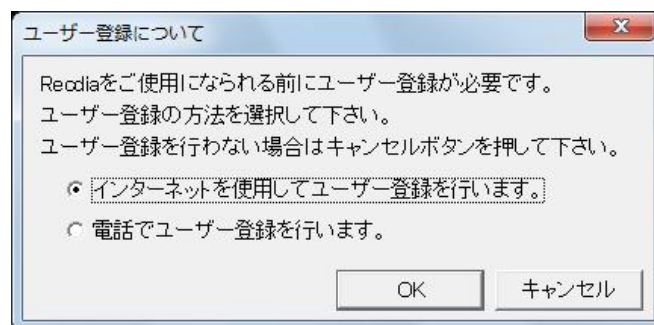 ユーザー登録について
Recdiaをご使用になられる前にユーザー登録が必要です。
ユーザー登録の方法を選択して下さい。
ユーザー登録を行わない場合はキャンセルボタンを押して下さい。
インターネットを使用してユーザー登録を行います。
電話でユーザー登録を行います。
OK キャンセル